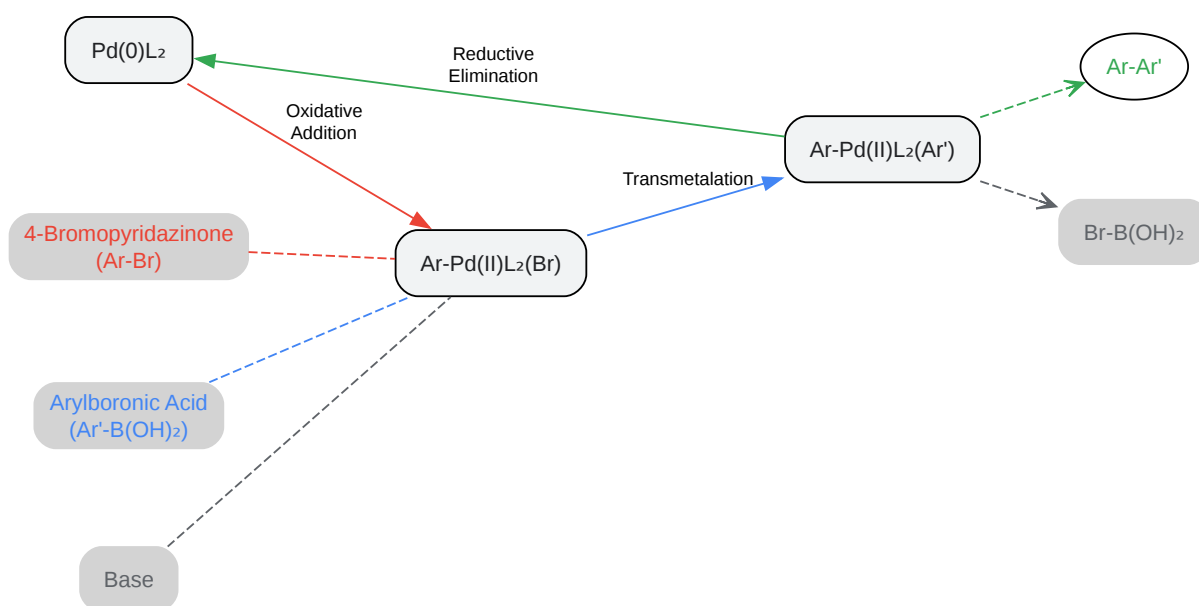 Pd(0)L₂
Reductive
Elimination
Ar-Ar'
Oxidative
Addition
Ar-Pd(II)L₂(Ar')
Transmetalation
4-Bromopyridazinone
(Ar-Br)
Ar-Pd(II)L₂(Br)
Br-B(OH)₂
Arylboronic Acid
(Ar'-B(OH)₂)
Base